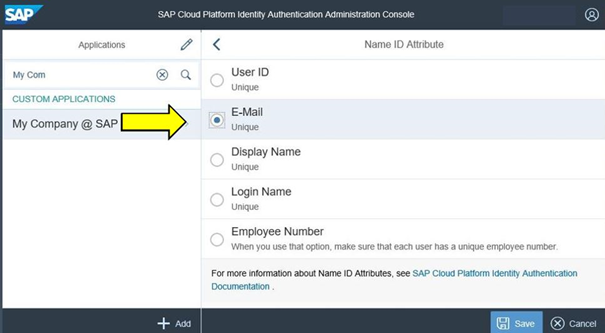 SAP
SAP Cloud Platform Identity Authentication Administration Console
Applications
Name ID Attribute
My Com
CUSTOM APPLICATIONS
My Company @ SAP
User ID
Unique
E-Mail
Unique
Display Name
Unique
Login Name
Unique
Employee Number
When you use that option, make sure that each user has a unique employee number.
For more information about Name ID Attributes, see SAP Cloud Platform Identity Authentication
Documentation .
Add
Save
Cancel